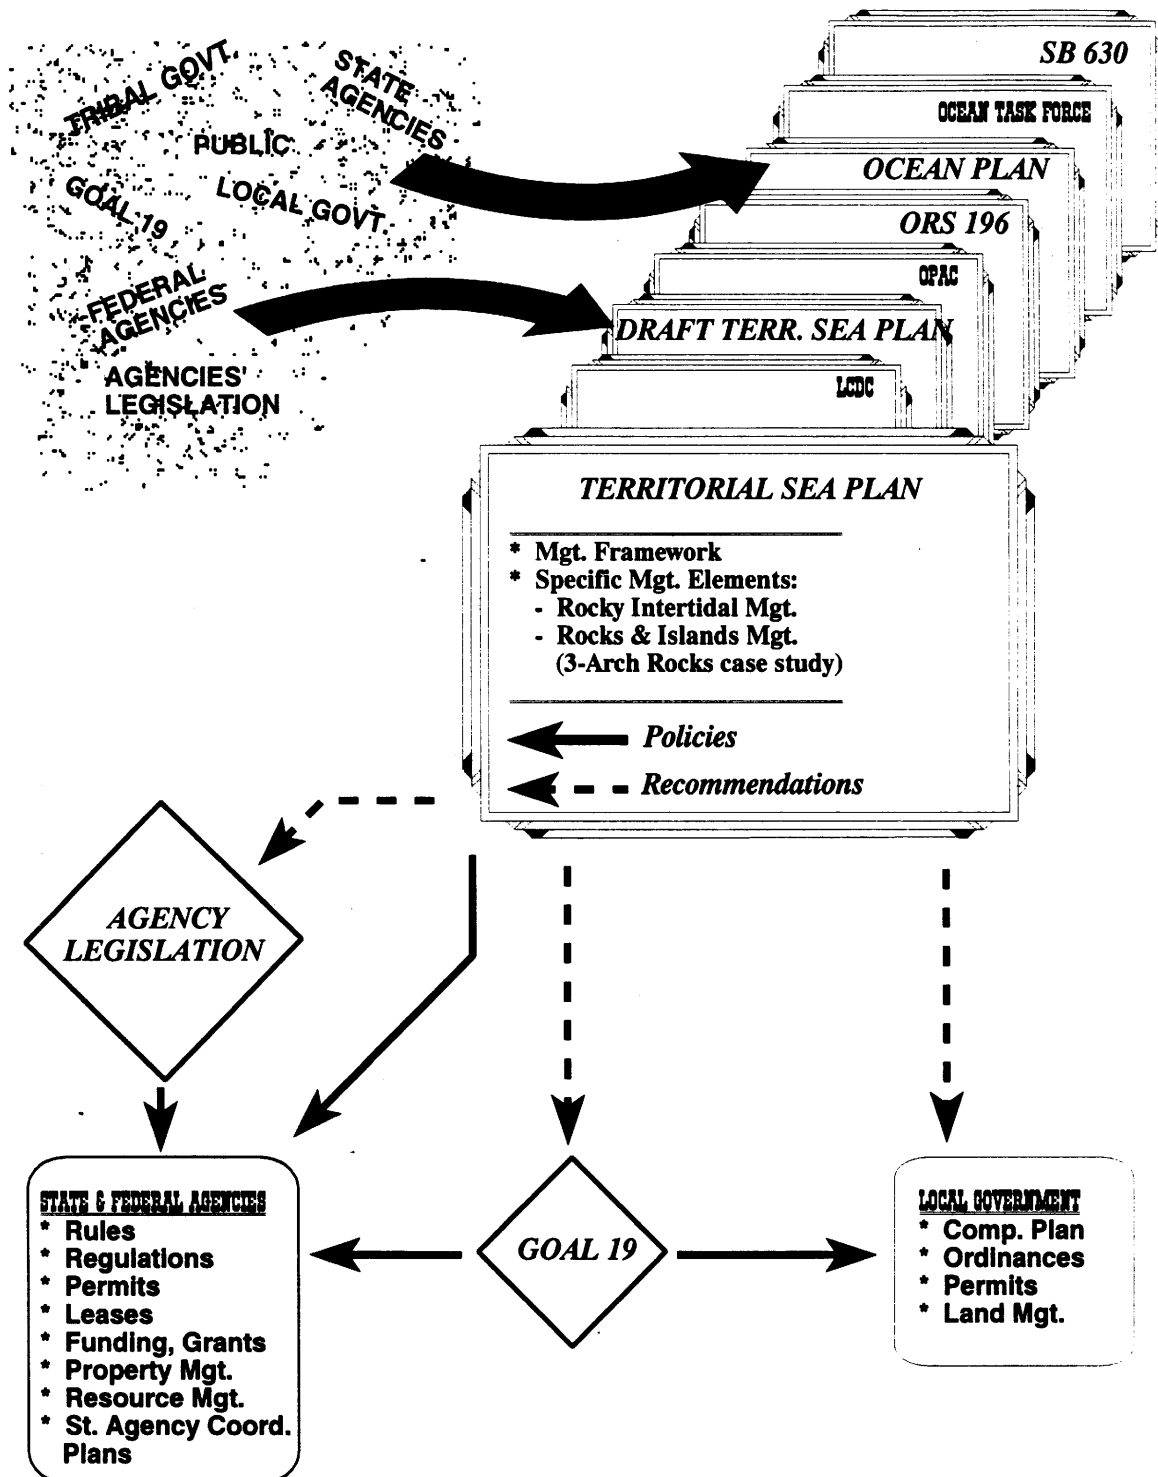 TRIBAL GOVT.
STATE
AGENCIES
PUBLIC
GOAL 19
LOCAL GOVT.
FEDERAL
AGENCIES
AGENCIES'
LEGISLATION
SB 630
OCEAN TASK FORCE
OCEAN PLAN
ORS 196
OPAC
DRAFT TERR. SEA PLAN
LCDC
TERRITORIAL SEA PLAN
* Mgt. Framework
* Specific Mgt. Elements:
- Rocky Intertidal Mgt.
- Rocks & Islands Mgt.
(3-Arch Rocks case study)
Policies
Recommendations
AGENCY
LEGISLATION
STATE & FEDERAL AGENCIES
* Rules
* Regulations
* Permits
* Leases
* Funding, Grants
* Property Mgt.
* Resource Mgt.
* St. Agency Coord.
Plans
GOAL 19
LOCAL GOVERNMENT
* Comp. Plan
* Ordinances
* Permits
* Land Mgt.